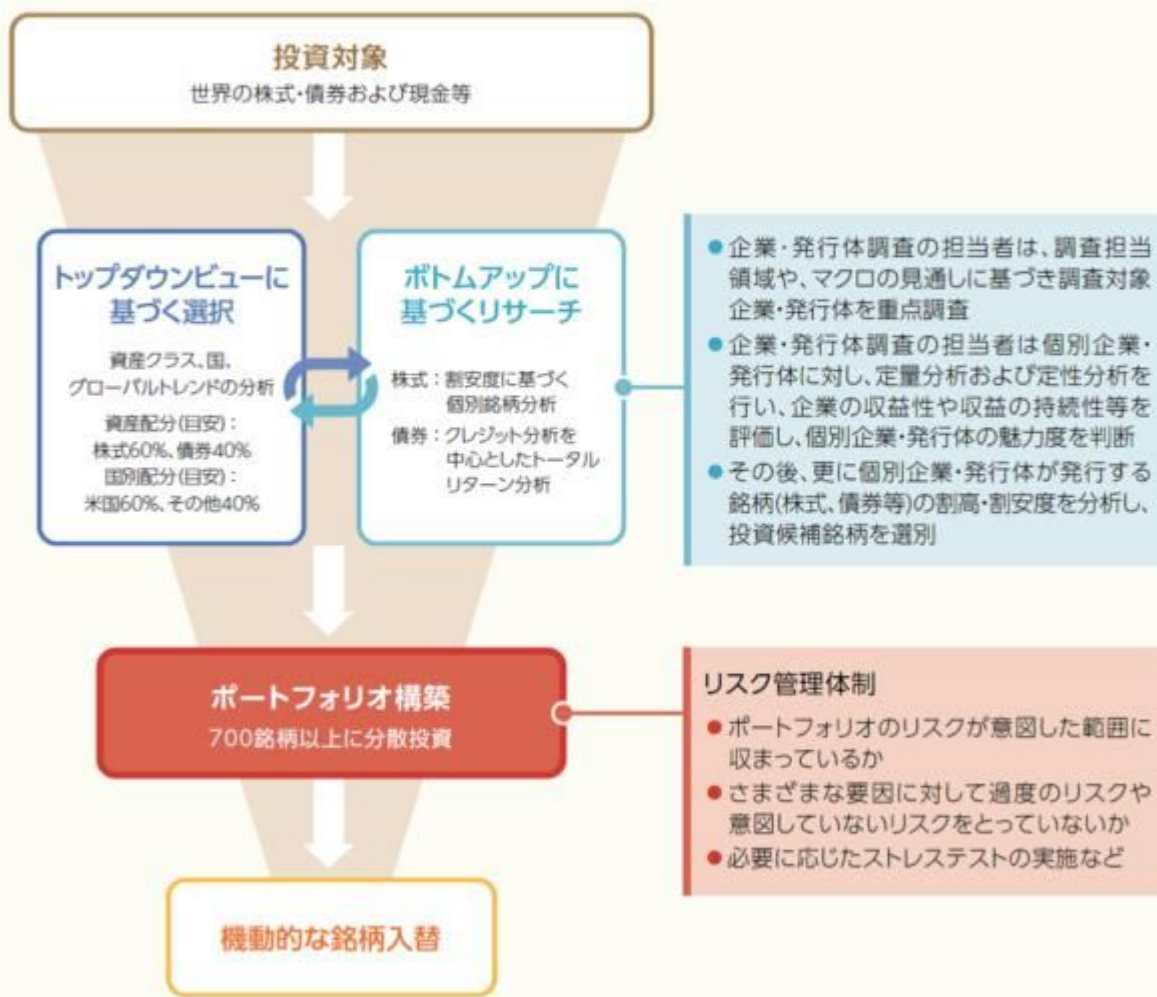 投資対象
世界の株式・債券および現金等
トップダウンビューに
基づく選択
資産クラス、国、
グローバルトレンドの分析
資産配分(目安)：
株式60%、債券40%
国別配分(目安)：
米国60%、その他40%
ボトムアップに
基づくリサーチ
株式：割安度に基づく
個別銘柄分析
債券：クレジット分析を
中心としたトータル
リターン分析
●企業・発行体調査の担当者は、調査担当
領域や、マクロの見通しに基づき調査対象
企業・発行体を重点調査
●企業・発行体調査の担当者は個別企業・
発行体に対し、定量分析および定性分析を
行い、企業の収益性や収益の持続性等を
評価し、個別企業・発行体の魅力度を判断
●その後、更に個別企業・発行体が発行する
銘柄(株式、債券等)の割高・割安度を分析し、
投資候補銘柄を選別
ポートフォリオ構築
700銘柄以上に分散投資
リスク管理体制
●ポートフォリオのリスクが意図した範囲に
収まっているか
●さまざまな要因に対して過度のリスクや
意図していないリスクをとっていないか
●必要に応じたストレステストの実施など
機動的な銘柄入替